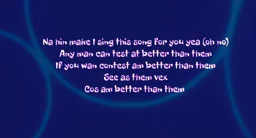 Na hin make I sing this song for you yea (oh no)
Any man can test at better than them
If you wan contest am better than them
See as them vex
Cos am better than them